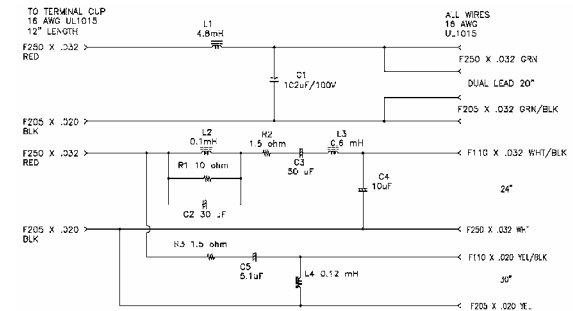 TO TERMINAL CUP
16 AWG UL1015
12" LENGTH
ALL WIRES
16 AWG
UL1015
L1
4.8mH
F250 X .032
RED
F250 X .032 GRN
C1
102uF/100V
DUAL LEAD 20"
F205 X .020 GRN/BLK
F205 X .020
BLK
L2
0.1mH
R2
1.5 ohm
L3
0.6 mH
F250 X .032
RED
F110 X .032 WHT/BLK
R1 10 ohm
C3
50 uF
C4
10uF
24"
C2 30 uF
F205 X .020
BLK
F250 X .032 WHT
R3 1.5 ohm
F110 X .020 YEL/BLK
C5
5.1uF
L4 0.12 mH
30"
F205 X .020 YEL